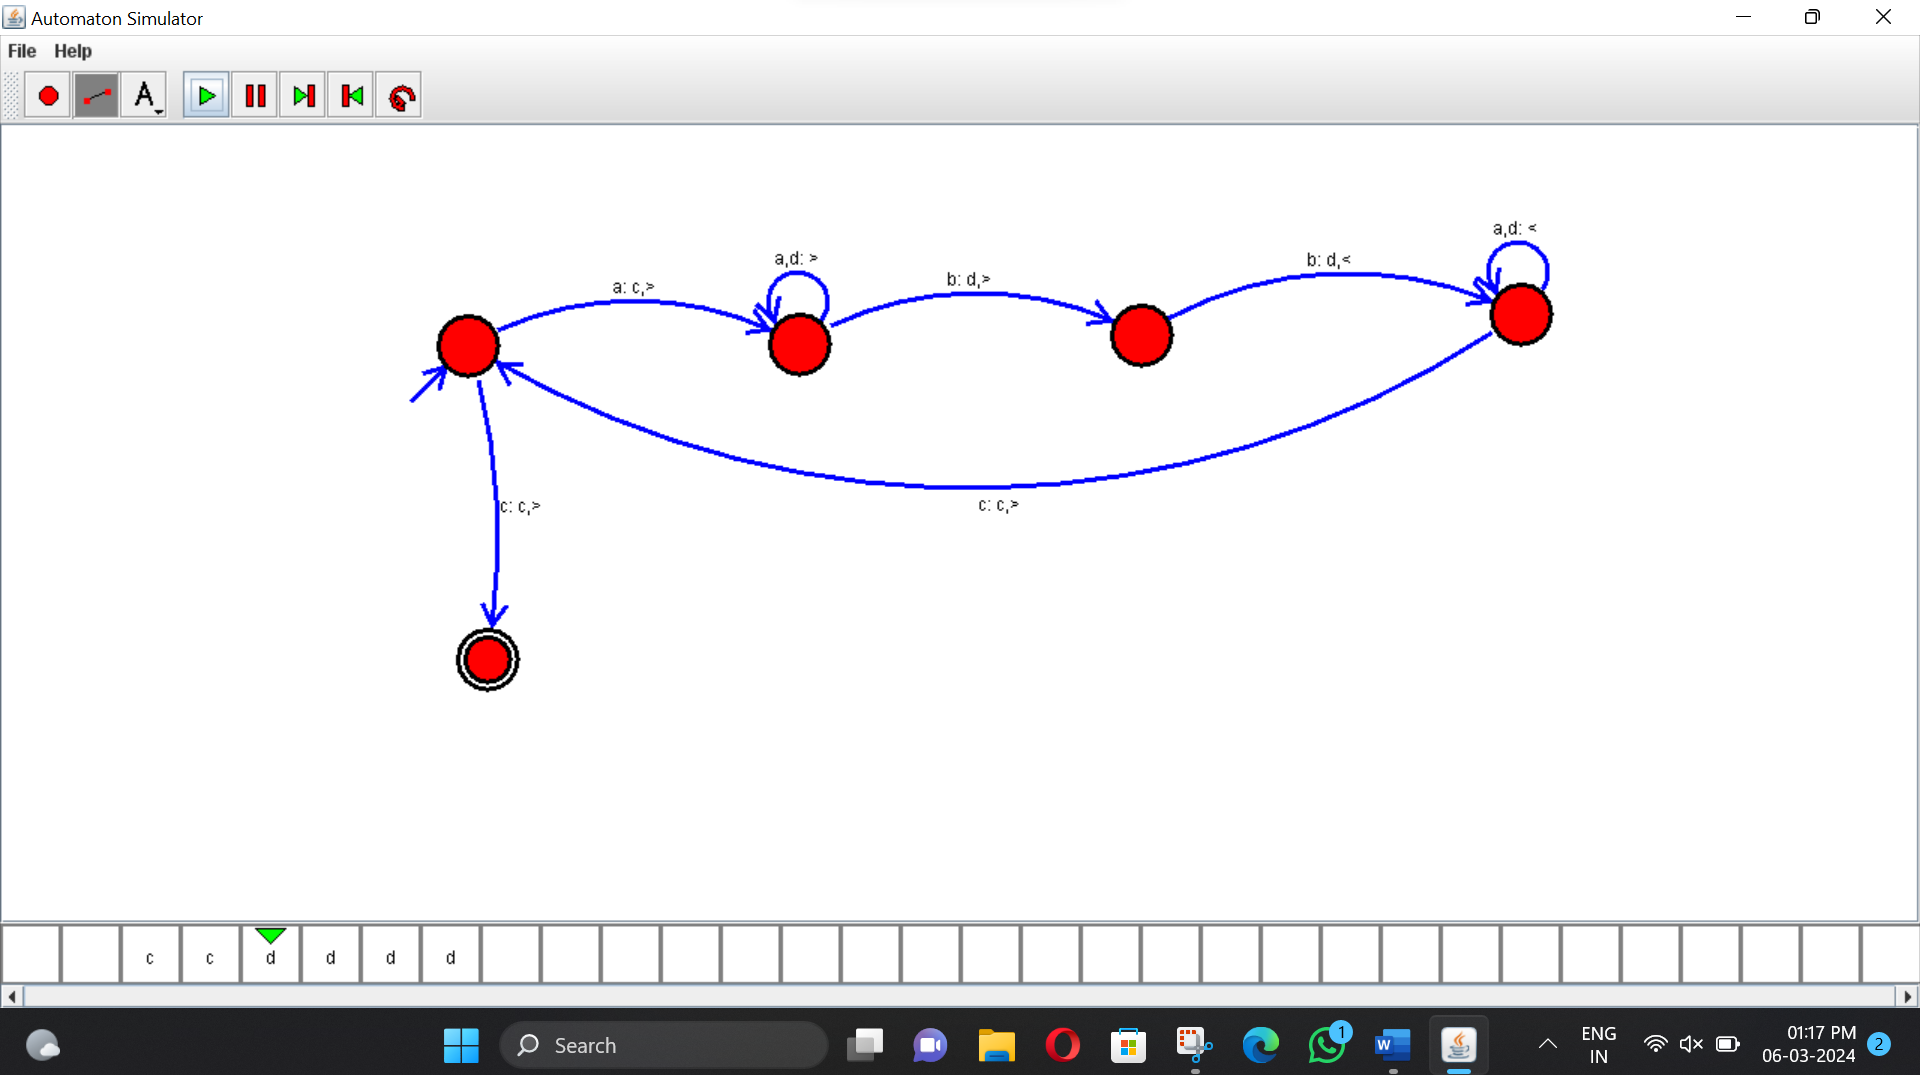 Automaton Simulator
File Help
A
a,d: <
a,d: >
b: d,<
b: d,>
a: c,>
c: c,>
c: c,>
c c d d d d
Search
1
W
ENG
IN
01:17 PM
06-03-2024
2